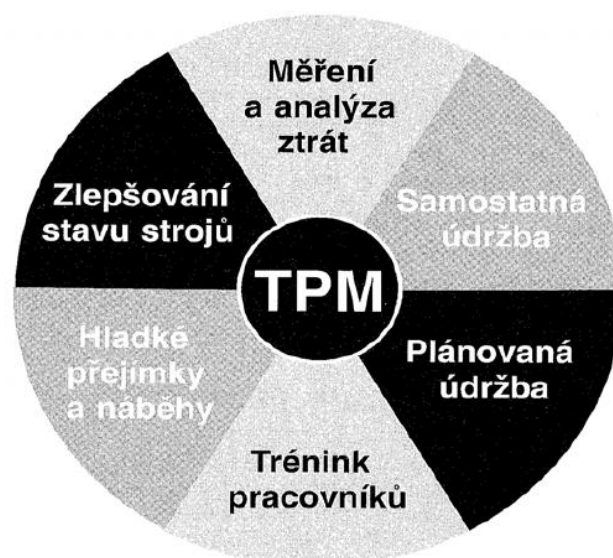 Měření
a analýza
ztrát
Samostatná
údržba
Plánovaná
údržba
Trénink
pracovníků
Hladké
přejímky
a náběhy
Zlepšování
stavu strojů
TPM